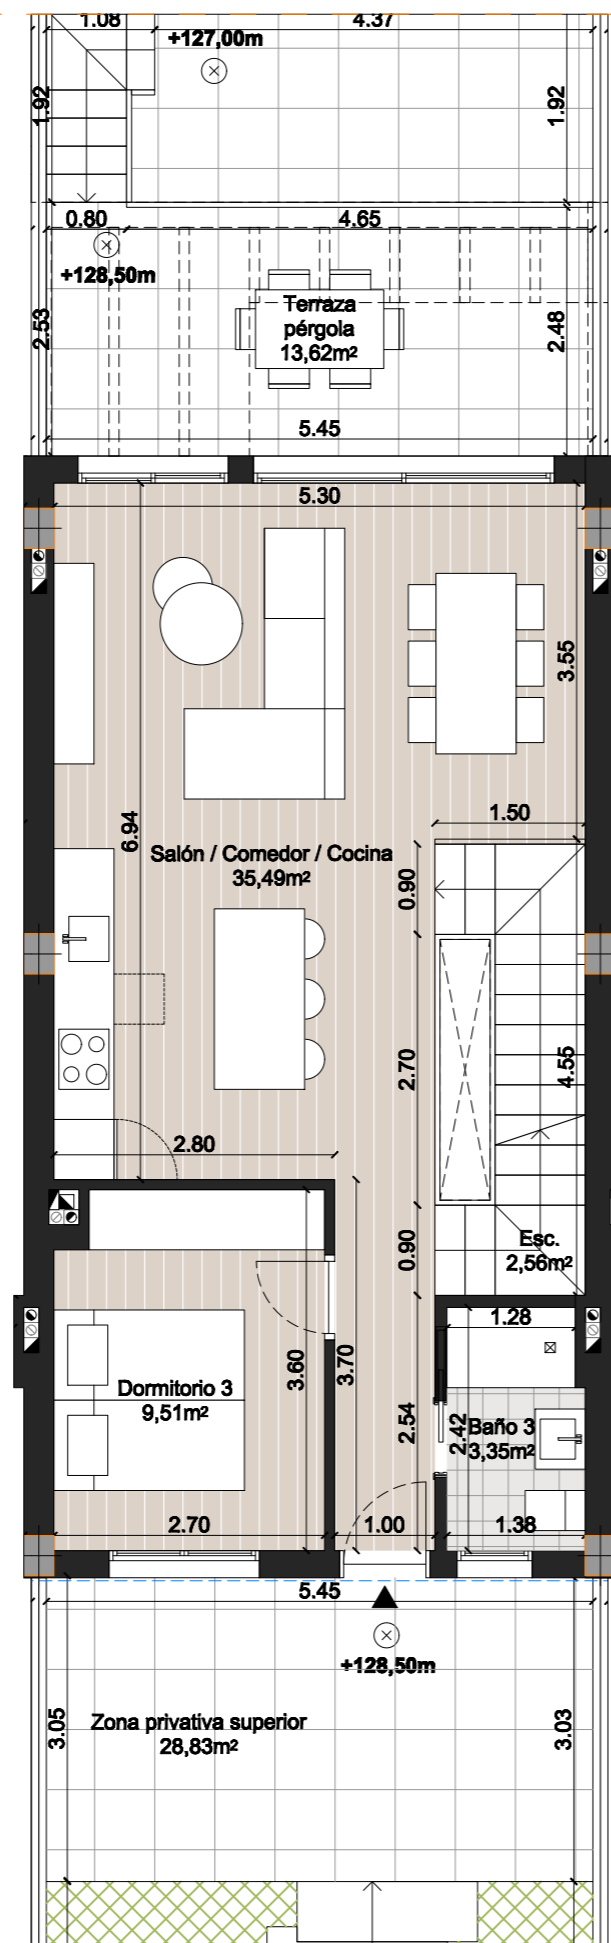 1.08
4.37
+127,00m
1.92
1.92
0.80
4.65
+128,50m
Terraza
pérgola
13,62m²
2.53
2.48
5.45
5.30
3.55
6.94
1.50
Salón / Comedor / Cocina
35,49m²
0.90
2.70
4.55
2.80
0.90
Esc.
2,56m²
1.28
3.60
3.70
Dormitorio 3
9,51m²
2.54
2.42
Baño 3
3,35m²
2.70
1.00
1.38
5.45
+128,50m
3.05
Zona privativa superior
28,83m²
3.03